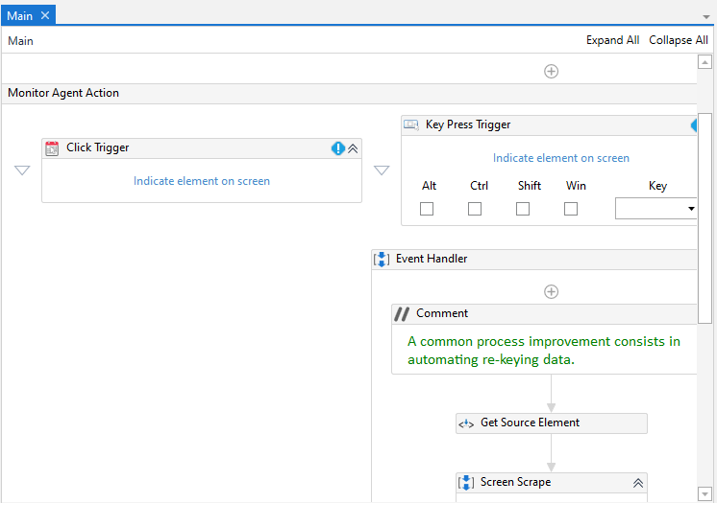 Main
Main
Expand All
Collapse All
Monitor Agent Action
Click Trigger
Indicate element on screen
Key Press Trigger
Indicate element on screen
Alt Ctrl Shift Win Key
Event Handler
Comment
A common process improvement consists in
automating re-keying data.
Get Source Element
Screen Scrape